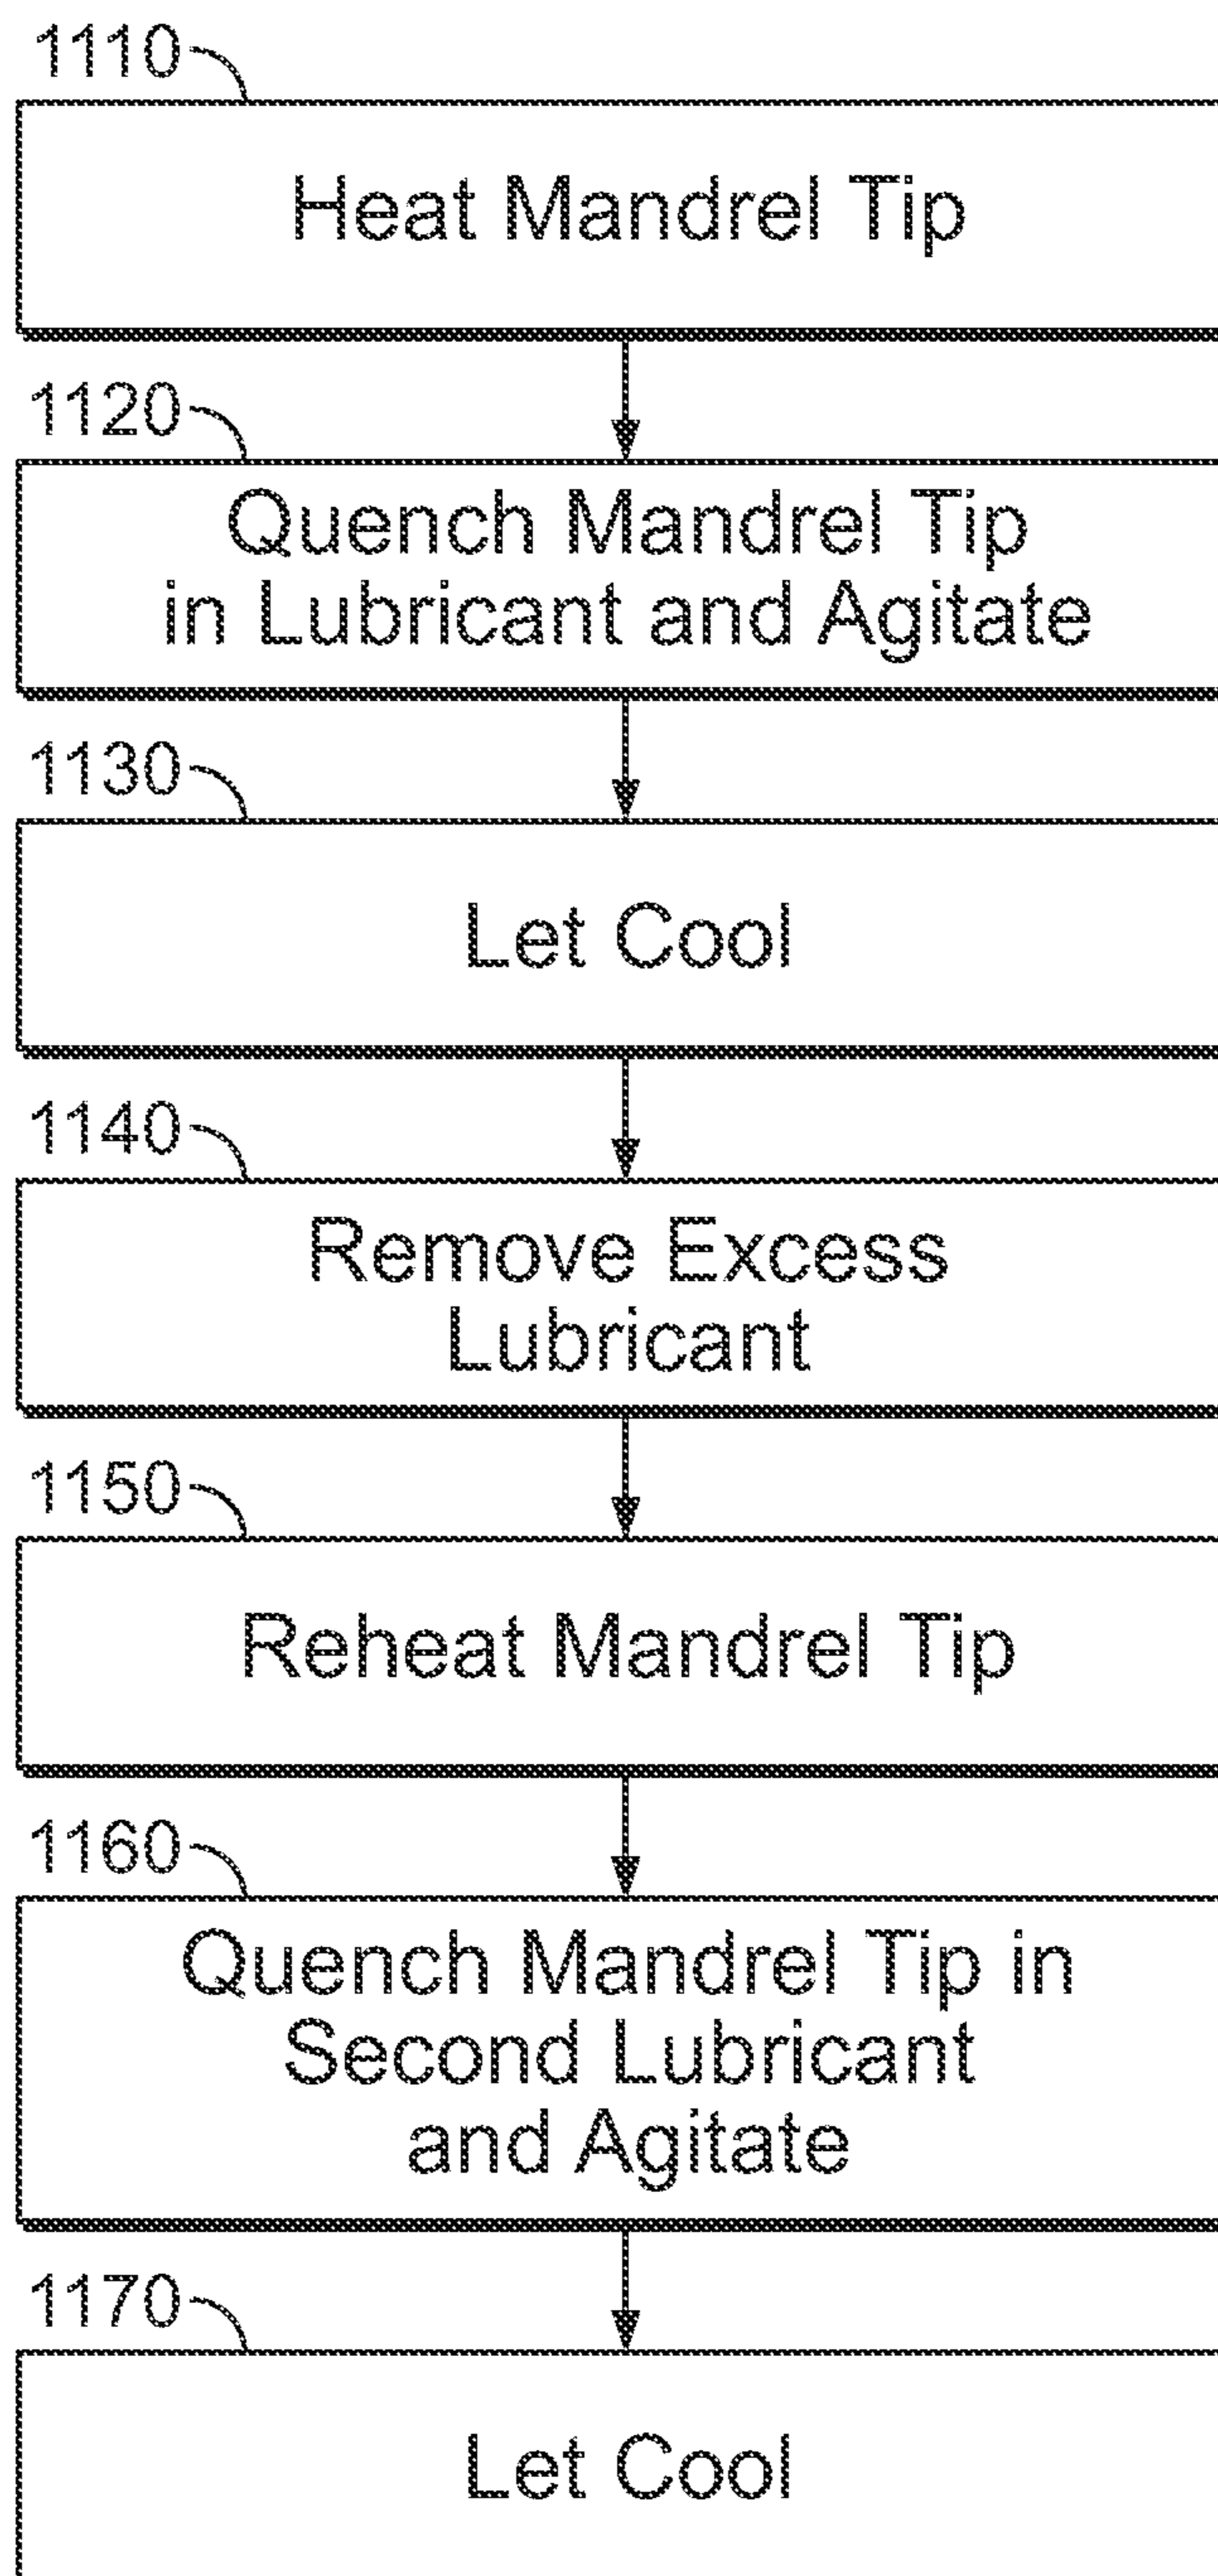 1110
Heat Mandrel Tip
1120
Quench Mandrel Tip
in Lubricant and Agitate
1130
Let Cool
1140
Remove Excess
Lubricant
1150
Reheat Mandrel Tip
1160
Quench Mandrel Tip in
Second Lubricant
and Agitate
1170
Let Cool